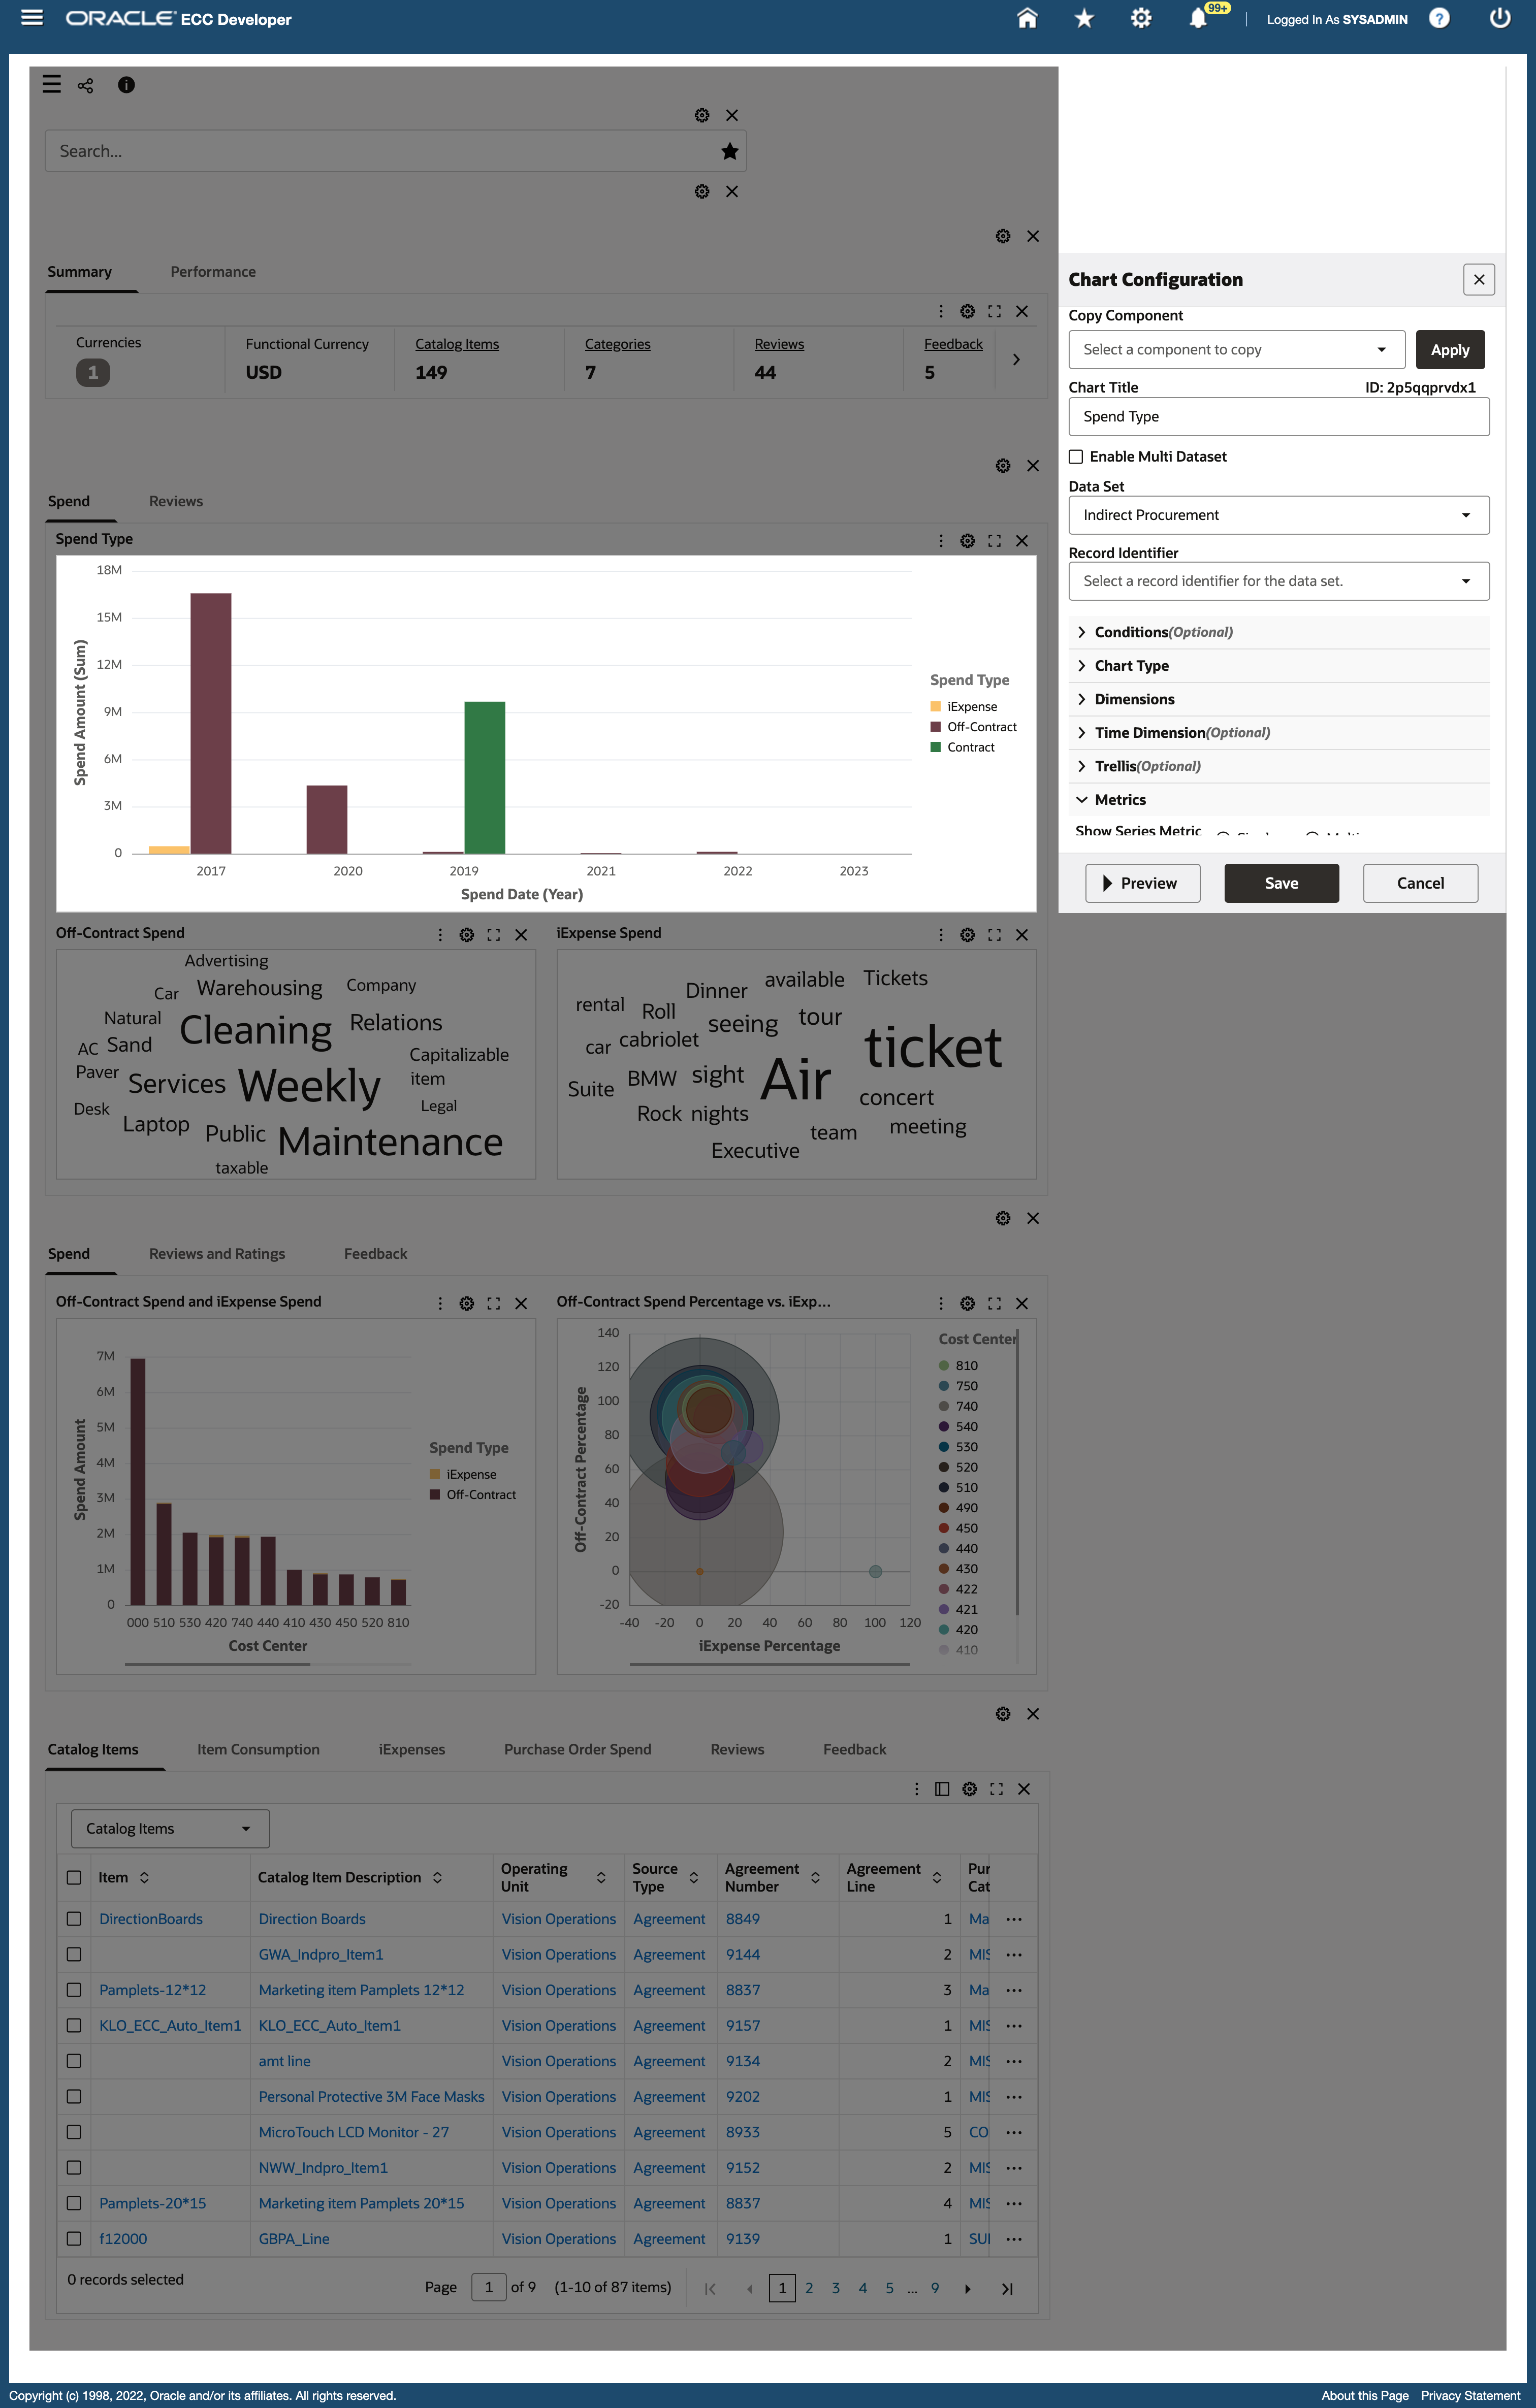 ORACLE ECC Developer
99+
Logged In As SYSADMIN
?
Search...
Summary Performance
Currencies Functional Currency Catalog Items Categories Reviews Feedback
1 USD 149 7 44 5
Spend Reviews
Spend Type
18M
15M
12M
9M
6M
3M
0
Spend Amount (Sum)
2017 2020 2019 2021 2022 2023
Spend Date (Year)
Spend Type
iExpense
Off-Contract
Contract
Chart Configuration
Copy Component
Select a component to copy Apply
Chart Title ID: 2p5qqprvdx1
Spend Type
Enable Multi Dataset
Data Set
Indirect Procurement
Record Identifier
Select a record identifier for the data set.
Conditions(Optional)
Chart Type
Dimensions
Time Dimension(Optional)
Trellis(Optional)
Metrics
Show Series Metric
Preview Save Cancel
Off-Contract Spend
Advertising
Car Warehousing Company
Natural Cleaning Relations
AC Sand Capitalizable
Paver Services Weekly item
Desk Legal
Laptop Public Maintenance
taxable
iExpense Spend
Dinner available Tickets
rental Roll seeing tour
car cabriolet ticket
Suite BMW sight Air concert
Rock nights team meeting
Executive
Spend Reviews and Ratings Feedback
Off-Contract Spend and iExpense Spend
7M
6M
5M
4M
3M
2M
1M
0
Spend Amount
000 510 530 420 740 440 410 430 450 520 810
Cost Center
Spend Type
iExpense
Off-Contract
Off-Contract Spend Percentage vs. iExp...
140
120
100
80
60
40
20
0
-20
Off-Contract Percentage
-40 -20 0 20 40 60 80 100 120
iExpense Percentage
Cost Center
810
750
740
540
530
520
510
490
450
440
430
422
421
420
410
Catalog Items Item Consumption iExpenses Purchase Order Spend Reviews Feedback
Catalog Items
Item Catalog Item Description Operating Unit Source Type Agreement Number Agreement Line Pur Cat
DirectionBoards Direction Boards Vision Operations Agreement 8849 1 Ma ...
GWA_Indpro_Item1 Vision Operations Agreement 9144 2 MIS ...
Pamplets-12*12 Marketing item Pamplets 12*12 Vision Operations Agreement 8837 3 Ma ...
KLO_ECC_Auto_Item1 KLO_ECC_Auto_Item1 Vision Operations Agreement 9157 1 MIS ...
amt line Vision Operations Agreement 9134 2 MIS ...
Personal Protective 3M Face Masks Vision Operations Agreement 9202 1 MIS ...
MicroTouch LCD Monitor - 27 Vision Operations Agreement 8933 5 CO ...
NWW_Indpro_Item1 Vision Operations Agreement 9152 2 MIS ...
Pamplets-20*15 Marketing item Pamplets 20*15 Vision Operations Agreement 8837 4 MIS ...
f12000 GBPA_Line Vision Operations Agreement 9139 1 SUI ...
0 records selected
Page 1 of 9 (1-10 of 87 items) 1 2 3 4 5 ... 9
Copyright (c) 1998, 2022, Oracle and/or its affiliates. All rights reserved.
About this Page Privacy Statement